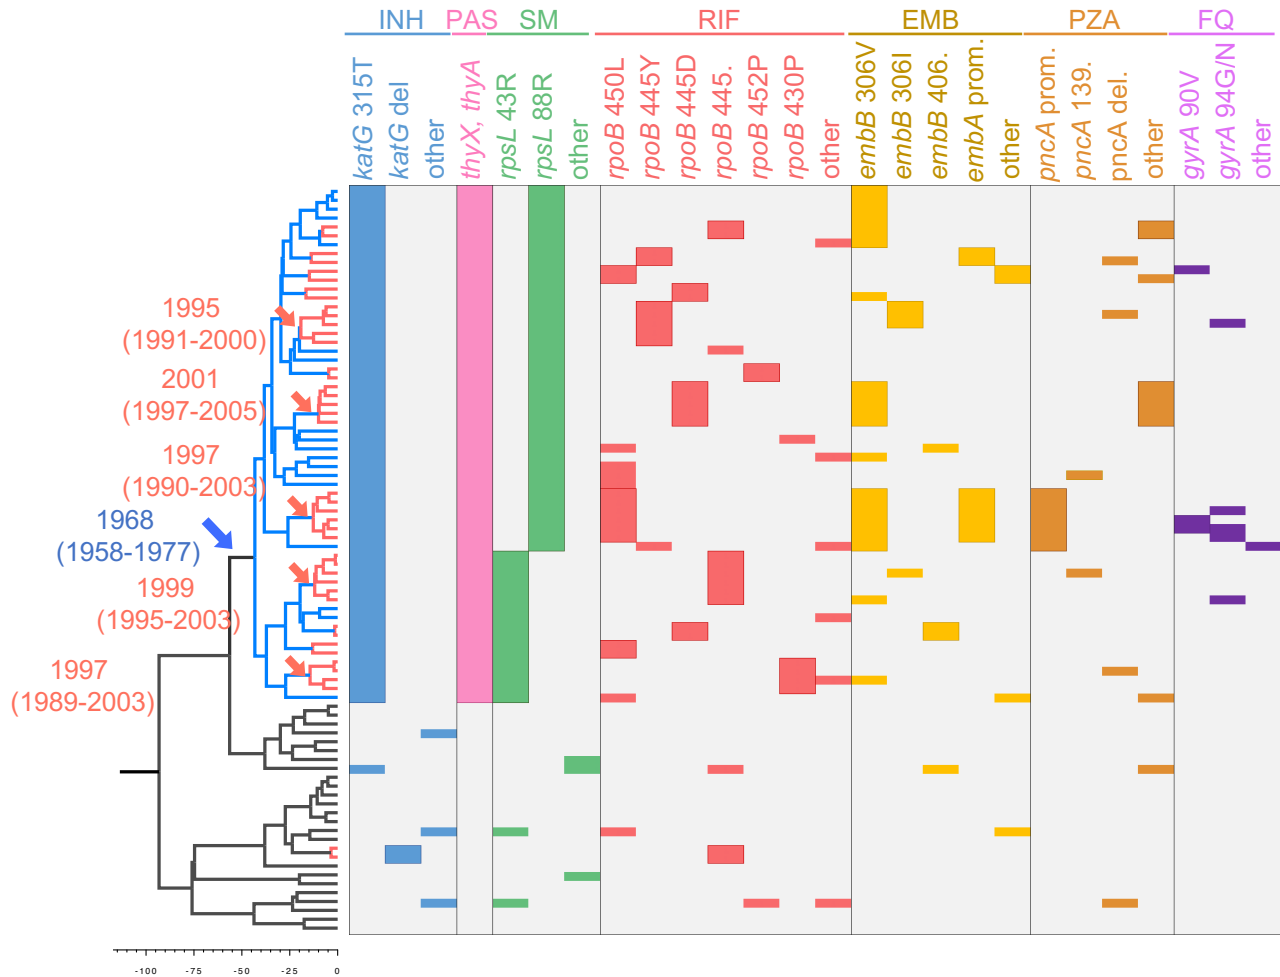 INH PAS SM RIF EMB PZA FQ
katG 315T
katG del
other
thyX, thyA
rpsL 43R
rpsL 88R
other
rpoB 450L
rpoB 445Y
rpoB 445D
rpoB 445.
rpoB 452P
rpoB 430P
other
embB 306V
embB 306I
embB 406.
embA prom.
other
pncA prom.
pncA 139.
pncA del.
other
gyrA 90V
gyrA 94G/N
other
1995
(1991-2000)
2001
(1997-2005)
1997
(1990-2003)
1968
(1958-1977)
1999
(1995-2003)
1997
(1989-2003)
-100 -75 -50 -25 0